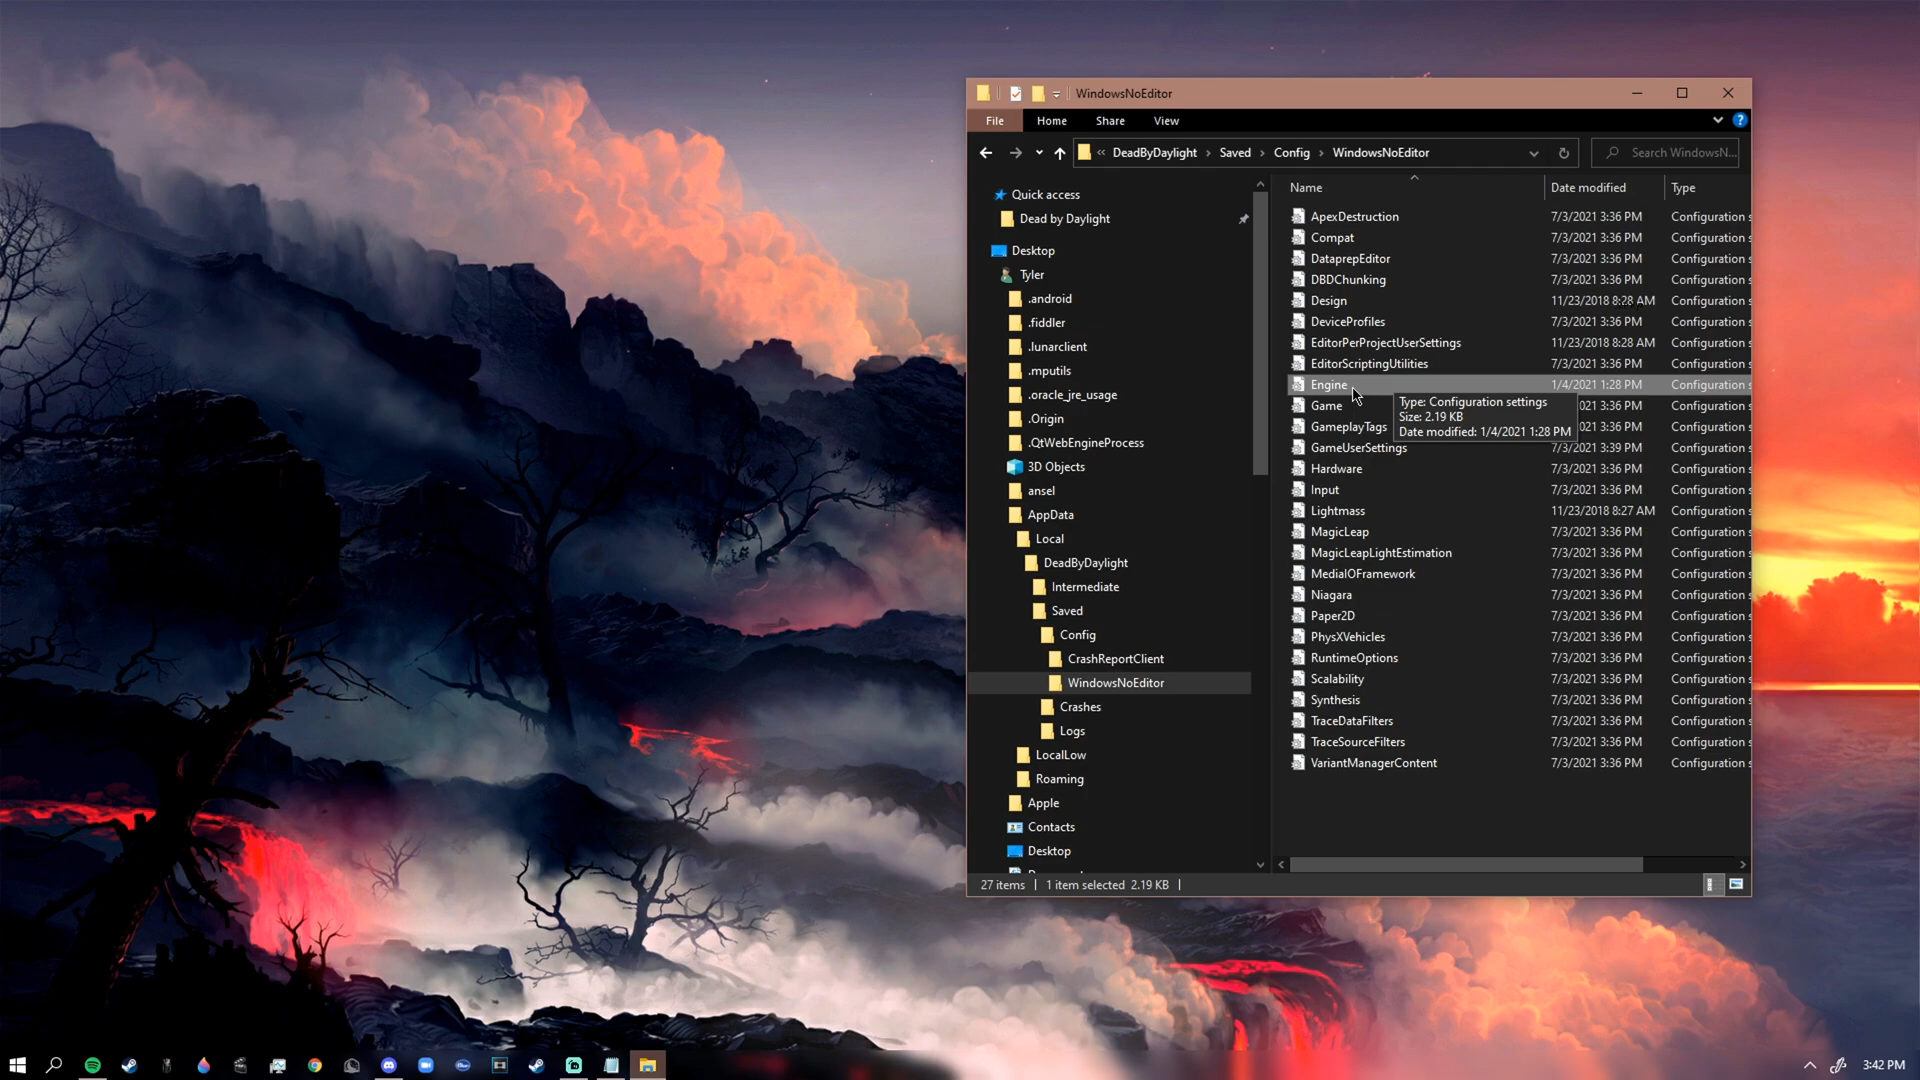 WindowsNoEditor
File Home Share View
« DeadByDaylight › Saved › Config › WindowsNoEditor
Search WindowsN...
Quick access
Dead by Daylight
Desktop
Tyler
.android
.fiddler
.lunarclient
.mputils
.oracle_jre_usage
.Origin
.QtWebEngineProcess
3D Objects
ansel
AppData
Local
DeadByDaylight
Intermediate
Saved
Config
CrashReportClient
WindowsNoEditor
Crashes
Logs
LocalLow
Roaming
Apple
Contacts
Desktop
Name Date modified Type
ApexDestruction 7/3/2021 3:36 PM Configuration s
Compat 7/3/2021 3:36 PM Configuration s
DataprepEditor 7/3/2021 3:36 PM Configuration s
DBDChunking 7/3/2021 3:36 PM Configuration s
Design 11/23/2018 8:28 AM Configuration s
DeviceProfiles 7/3/2021 3:36 PM Configuration s
EditorPerProjectUserSettings 11/23/2018 8:28 AM Configuration s
EditorScriptingUtilities 7/3/2021 3:36 PM Configuration s
Engine 1/4/2021 1:28 PM Configuration s
Game /2021 3:36 PM Configuration s
GameplayTags /2021 3:36 PM Configuration s
GameUserSettings 7/3/2021 3:39 PM Configuration s
Hardware 7/3/2021 3:36 PM Configuration s
Input 7/3/2021 3:36 PM Configuration s
Lightmass 11/23/2018 8:27 AM Configuration s
MagicLeap 7/3/2021 3:36 PM Configuration s
MagicLeapLightEstimation 7/3/2021 3:36 PM Configuration s
MediaIOFramework 7/3/2021 3:36 PM Configuration s
Niagara 7/3/2021 3:36 PM Configuration s
Paper2D 7/3/2021 3:36 PM Configuration s
PhysXVehicles 7/3/2021 3:36 PM Configuration s
RuntimeOptions 7/3/2021 3:36 PM Configuration s
Scalability 7/3/2021 3:36 PM Configuration s
Synthesis 7/3/2021 3:36 PM Configuration s
TraceDataFilters 7/3/2021 3:36 PM Configuration s
TraceSourceFilters 7/3/2021 3:36 PM Configuration s
VariantManagerContent 7/3/2021 3:36 PM Configuration s
Type: Configuration settings
Size: 2.19 KB
Date modified: 1/4/2021 1:28 PM
27 items | 1 item selected 2.19 KB |
3:42 PM